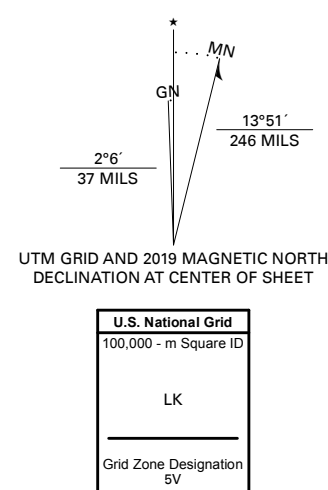 ★
MN
GN
13°51´
246 MILS
2°6´
37 MILS
UTM GRID AND 2019 MAGNETIC NORTH
DECLINATION AT CENTER OF SHEET
U.S. National Grid
100,000 - m Square ID
LK
Grid Zone Designation
5V